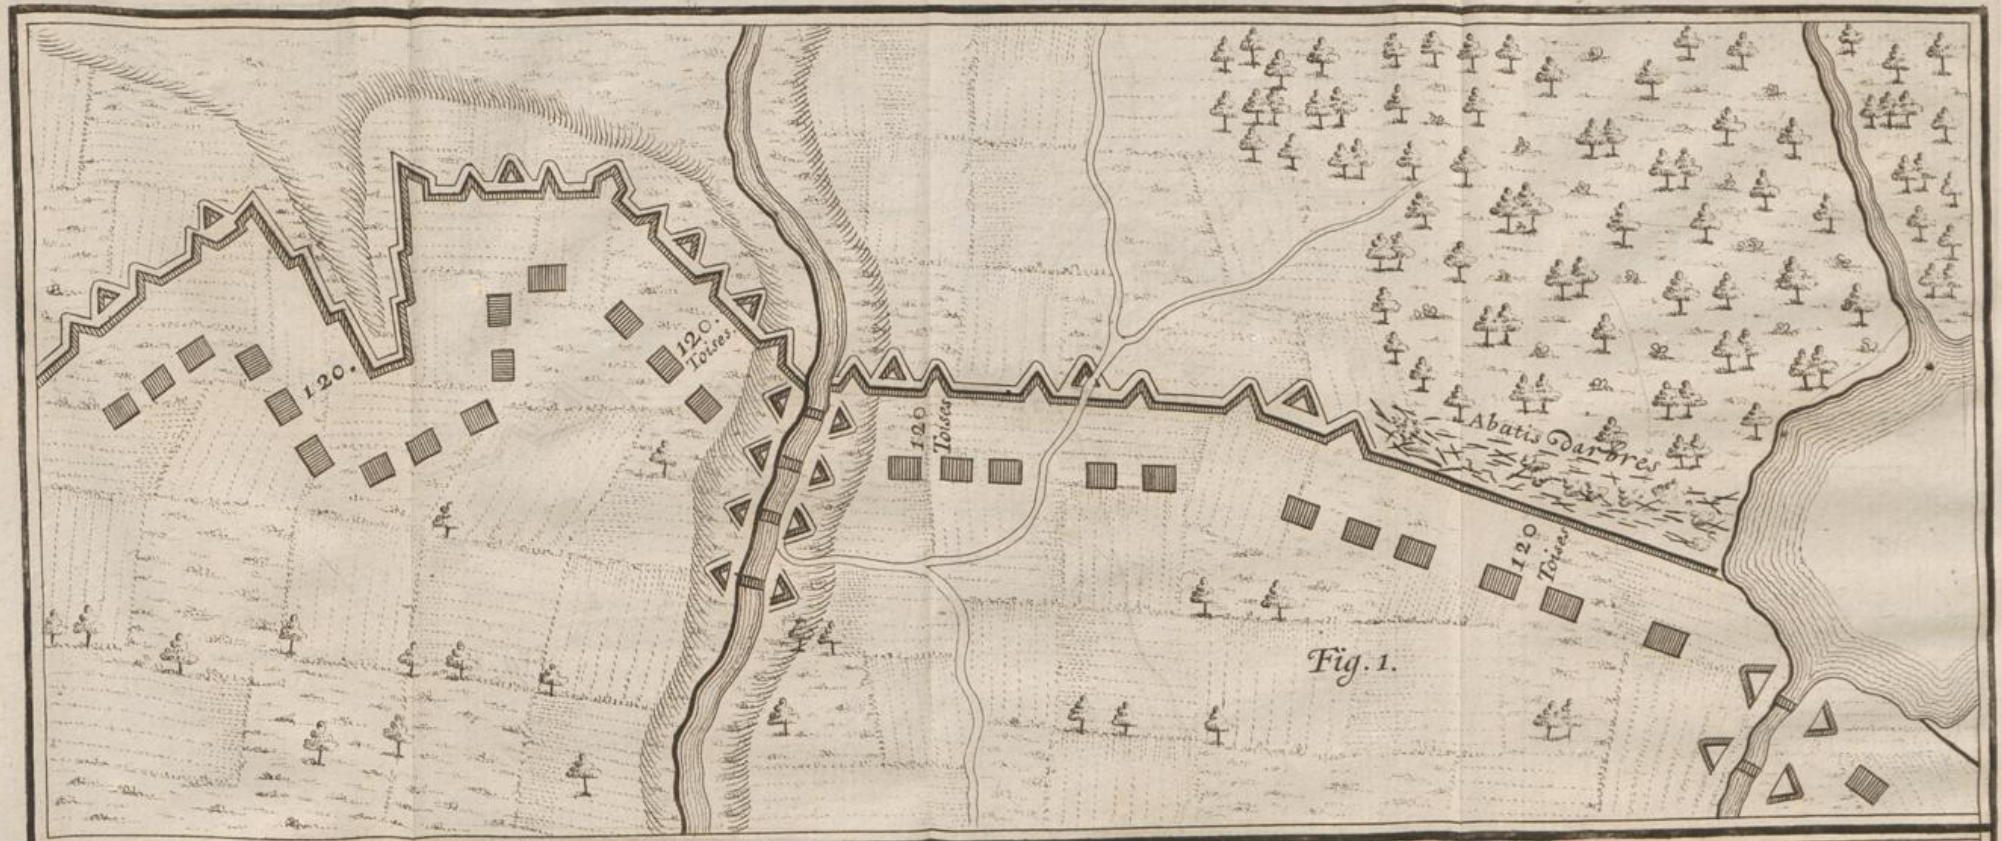 120.
120.
Toises.
120
Toises
Abatis Darbres
120
Toises
Fig. 1.